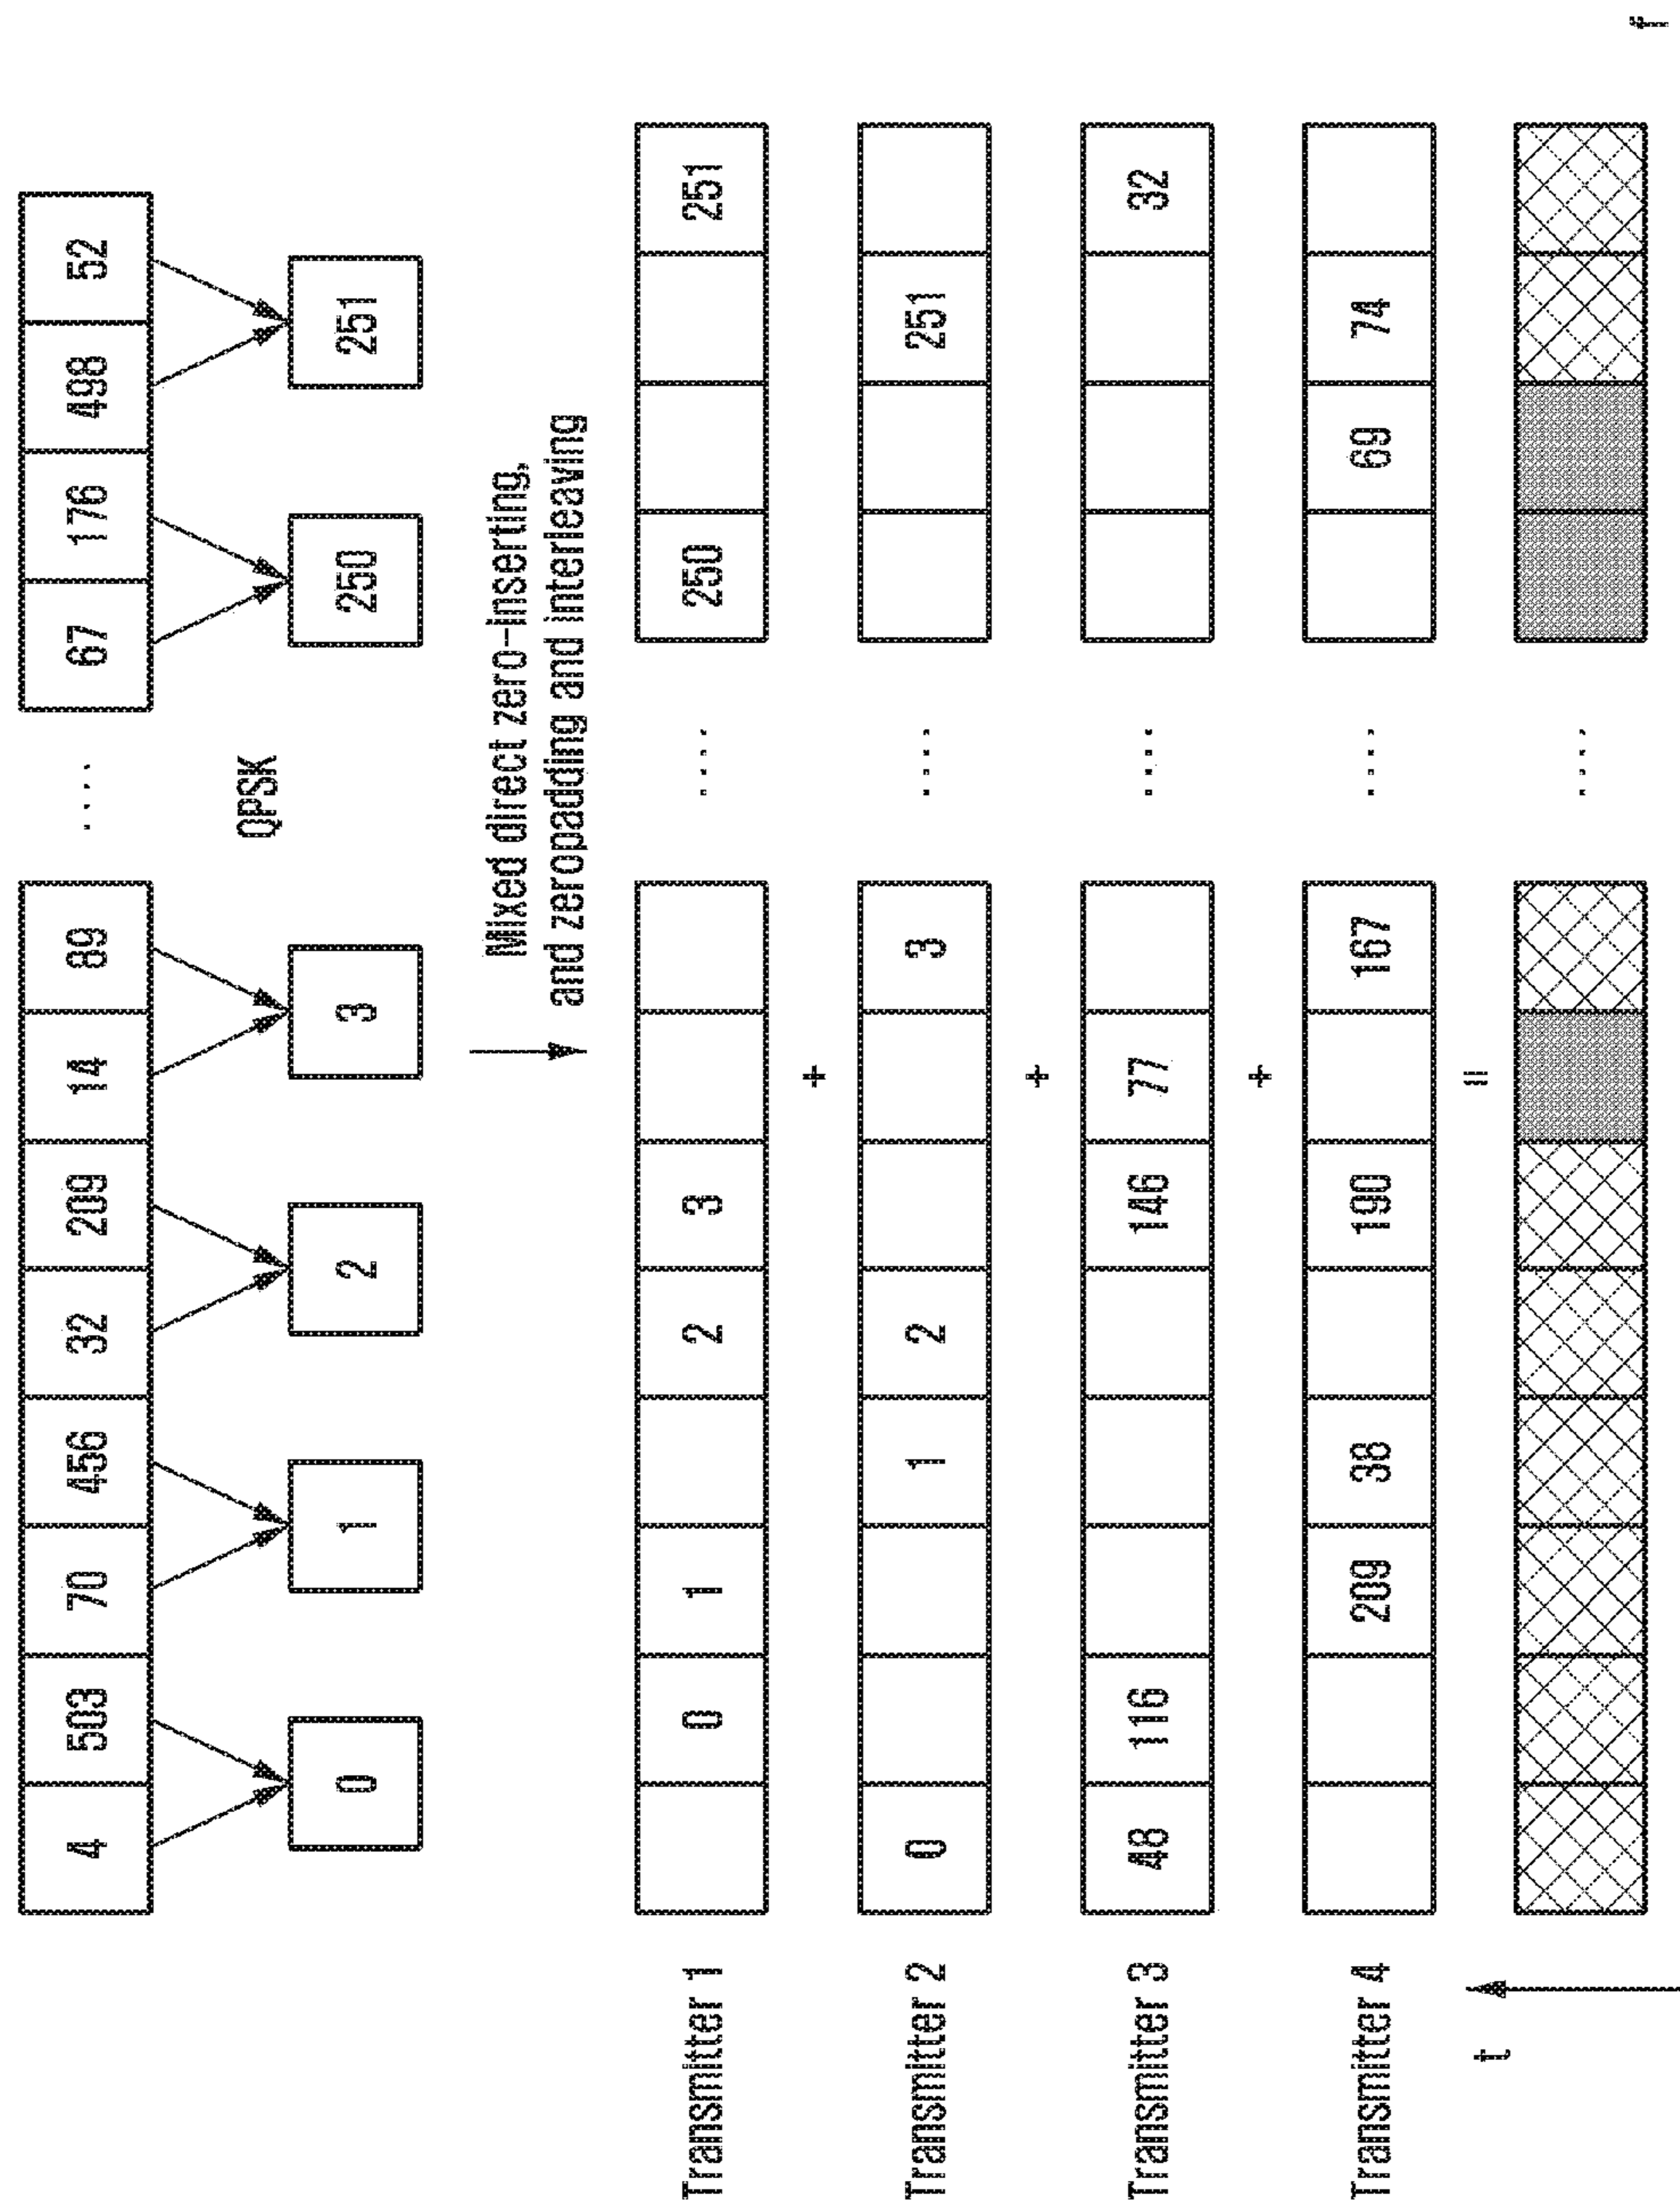 4 503 70 456 32 209 14 89 .... 67 176 498 52
QPSK
0 1 2 3 250 251
Mixed direct zero-inserting,
and zeropadding and interleaving
Transmitter 1 0 1 2 3 .... 250 251
+
Transmitter 2 0 1 2 3 .... 251
+
Transmitter 3 48 116 146 77 .... 32
+
Transmitter 4 209 38 190 167 .... 69 74
=
....
t
f